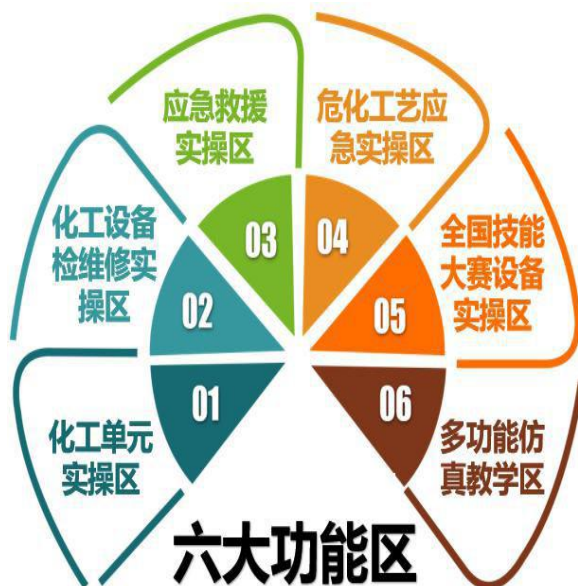 应急救援
实操区
危化工艺应
急实操区
化工设备
检维修实
操区
03
04
全国技能
大赛设备
实操区
02
05
01
06
化工单元
实操区
多功能仿
真教学区
六大功能区